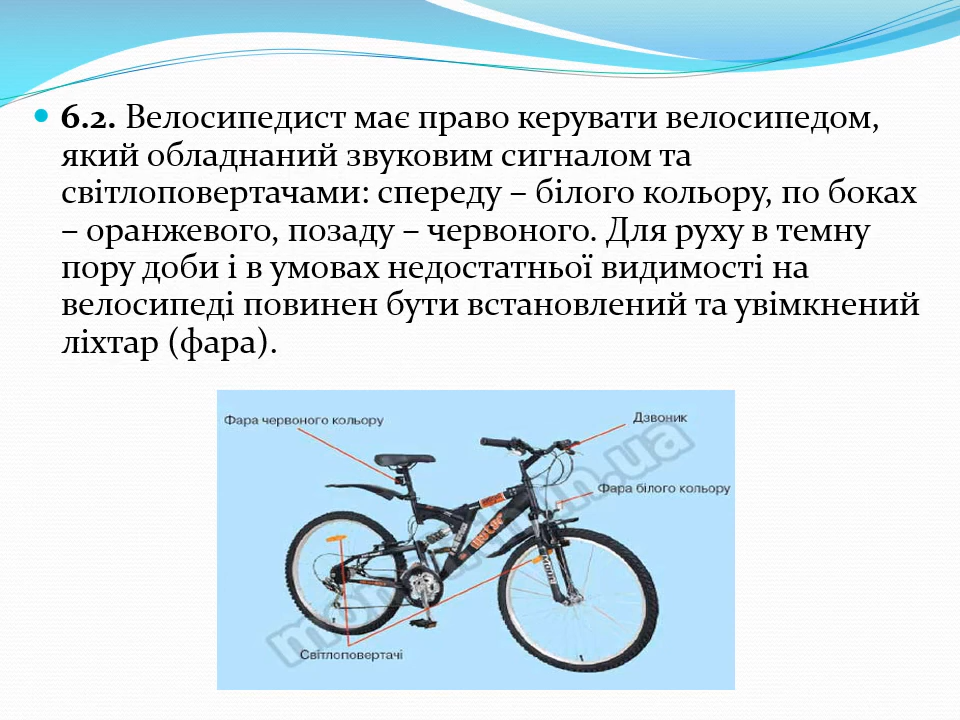 6.2. Велосипедист має право керувати велосипедом,
який обладнаний звуковим сигналом та
світлоповертачами: спереду – білого кольору, по боках
– оранжевого, позаду – червоного. Для руху в темну
пору доби і в умовах недостатньої видимості на
велосипеді повинен бути встановлений та увімкнений
ліхтар (фара).
Фара червоного кольору
Дзвоник
Фара білого кольору
Світлоповертачі